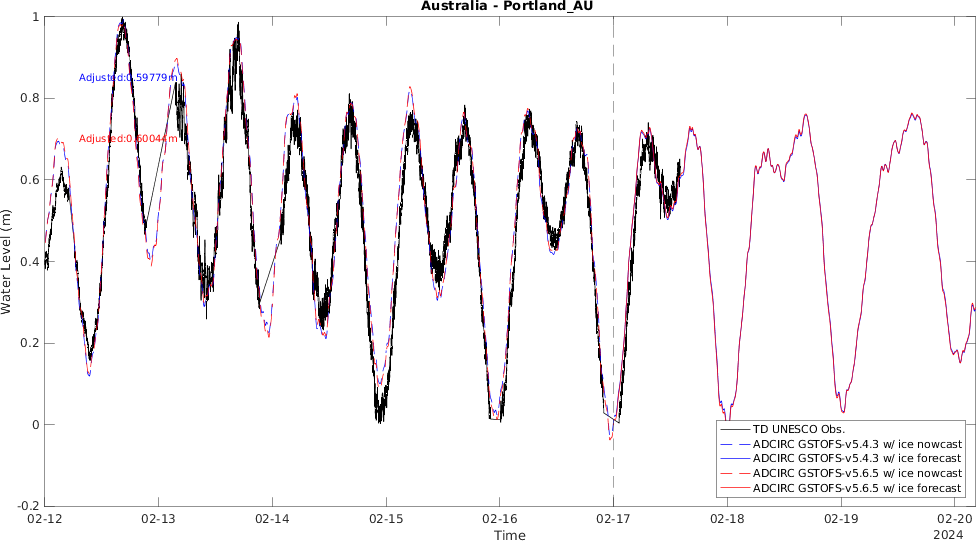 Australia - Portland_AU
1
0.8
0.6
0.4
0.2
0
-0.2
Water Level (m)
Adjusted:0.59779m
Adjusted:0.60044m
TD UNESCO Obs.
ADCIRC GSTOFS-v5.4.3 w/ ice nowcast
ADCIRC GSTOFS-v5.4.3 w/ ice forecast
ADCIRC GSTOFS-v5.6.5 w/ ice nowcast
ADCIRC GSTOFS-v5.6.5 w/ ice forecast
02-12 02-13 02-14 02-15 02-16 02-17 02-18 02-19 02-20
Time
2024